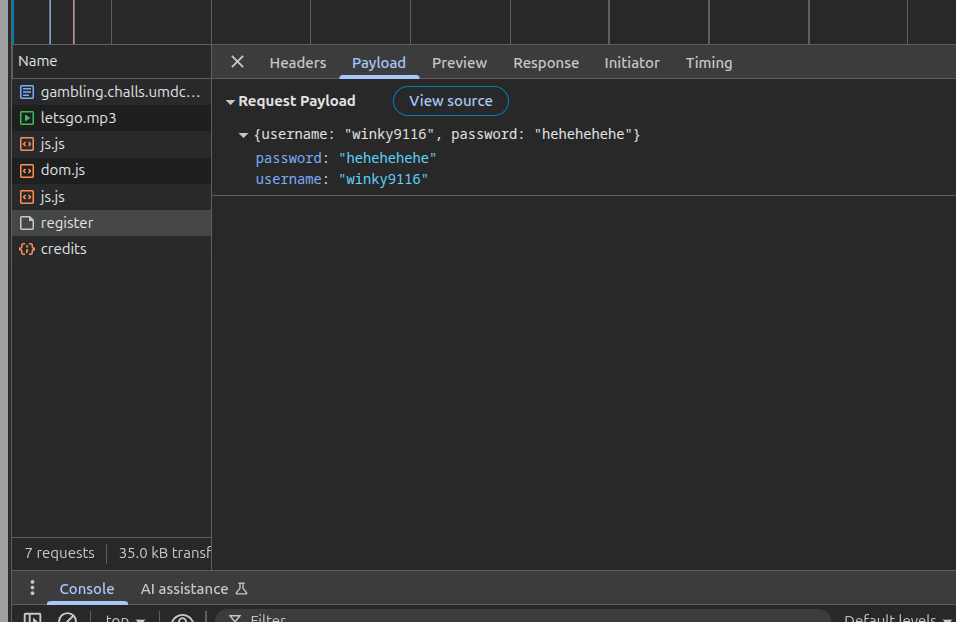 Name
Headers Payload Preview Response Initiator Timing
gambling.challs.umdc...
letsgo.mp3
js.js
dom.js
js.js
register
credits
Request Payload View source
{username: "winky9116", password: "hehehehehe"}
password: "hehehehehe"
username: "winky9116"
7 requests 35.0 kB transf
Console AI assistance
top Filter Default levels